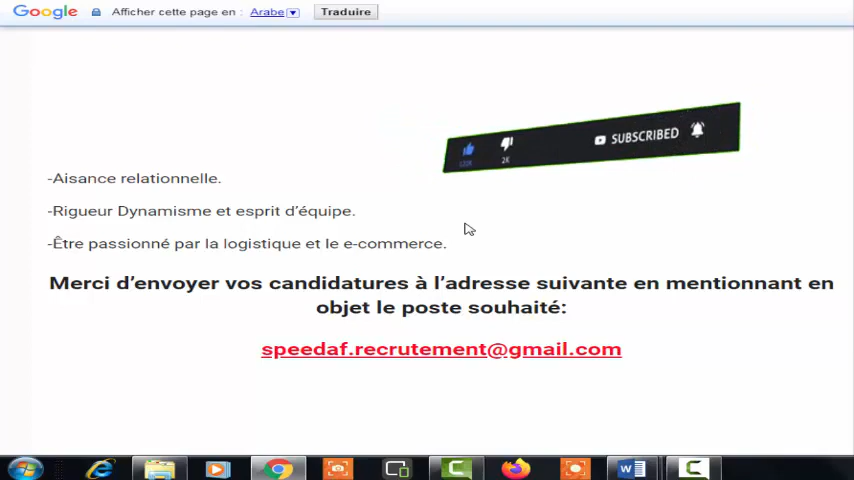 Google Afficher cette page en : Arabe Traduire
SUBSCRIBED
2K
-Aisance relationnelle.
-Rigueur Dynamisme et esprit d'équipe.
-Être passionné par la logistique et le e-commerce.
Merci d'envoyer vos candidatures à l'adresse suivante en mentionnant en
objet le poste souhaité:
speedaf.recrutement@gmail.com